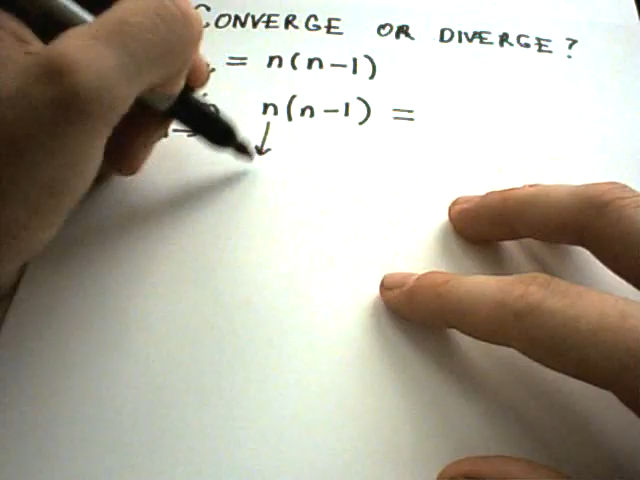 CONVERGE OR DIVERGE?
= n(n-1)
→ n(n-1) =
↓